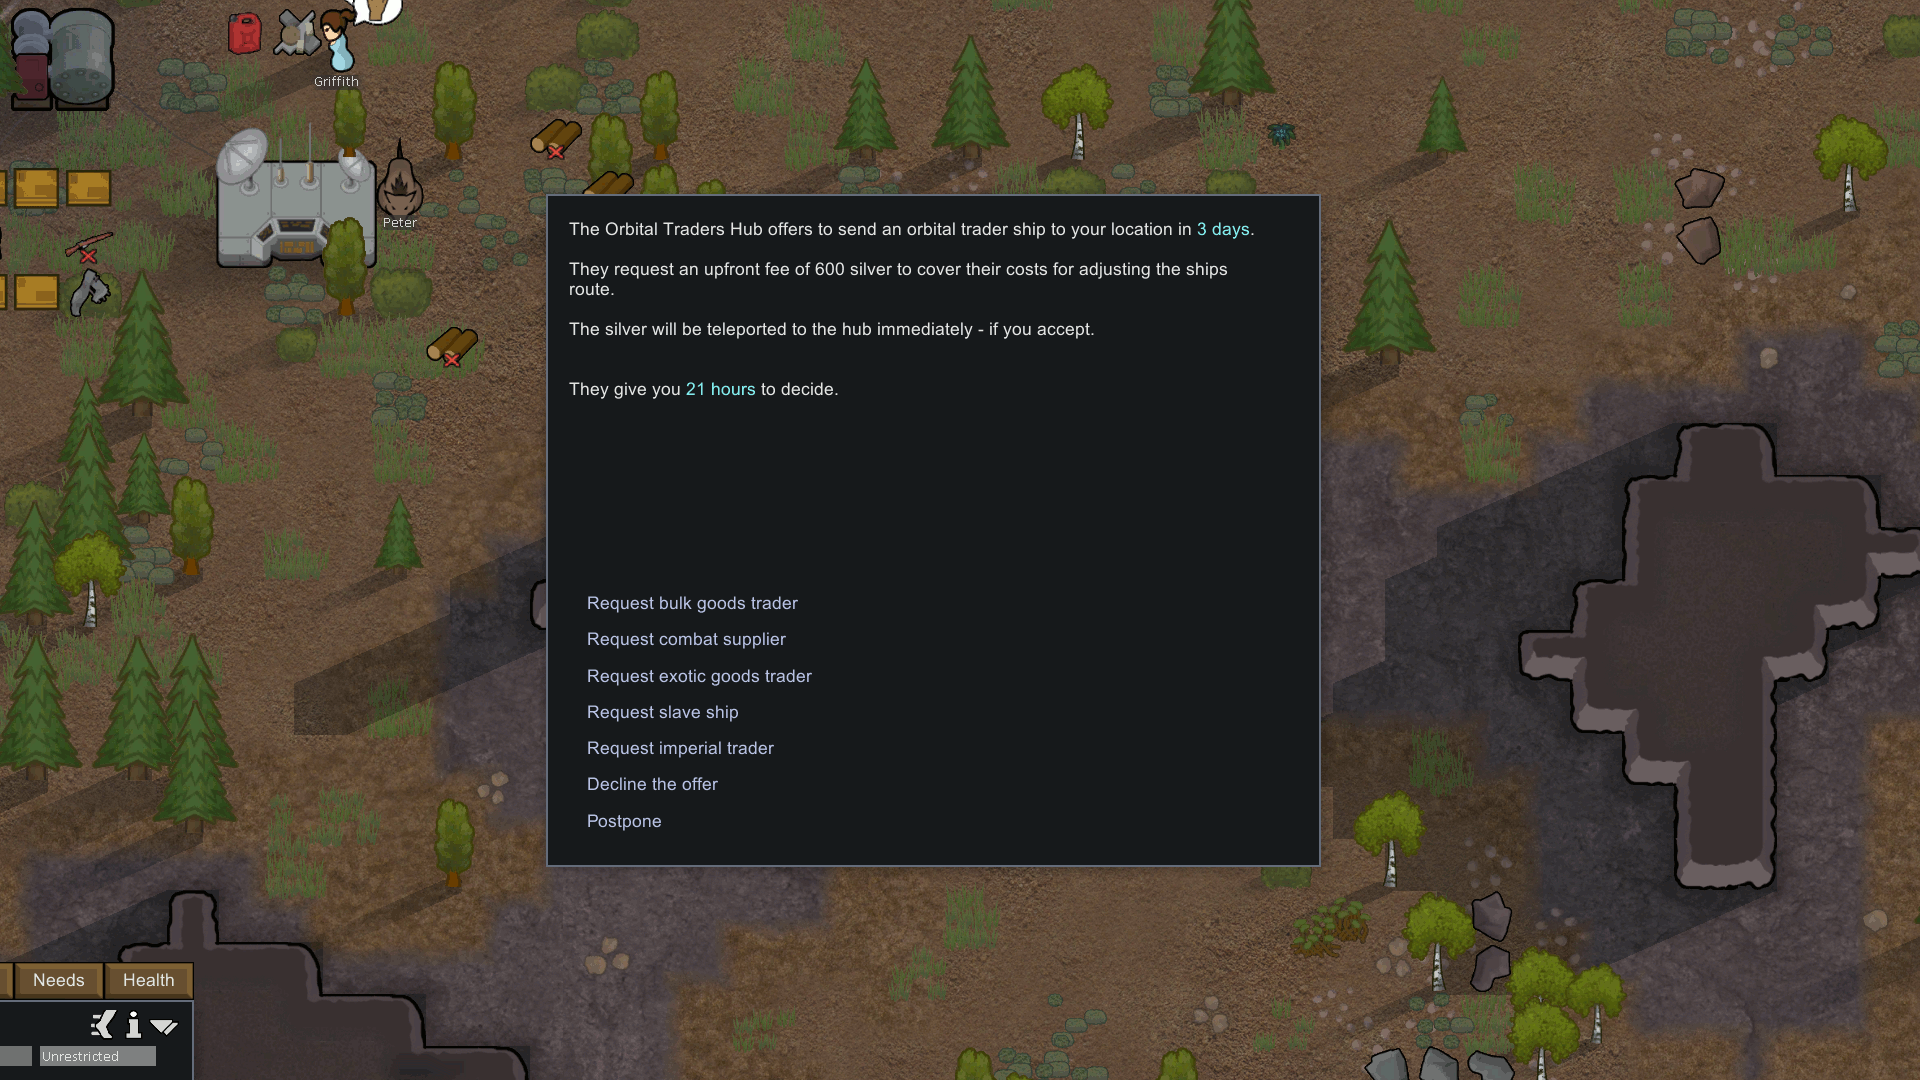 Griffith
Peter
The Orbital Traders Hub offers to send an orbital trader ship to your location in 3 days.
They request an upfront fee of 600 silver to cover their costs for adjusting the ships
route.
The silver will be teleported to the hub immediately - if you accept.
They give you 21 hours to decide.
Request bulk goods trader
Request combat supplier
Request exotic goods trader
Request slave ship
Request imperial trader
Decline the offer
Postpone
Needs
Health
Unrestricted